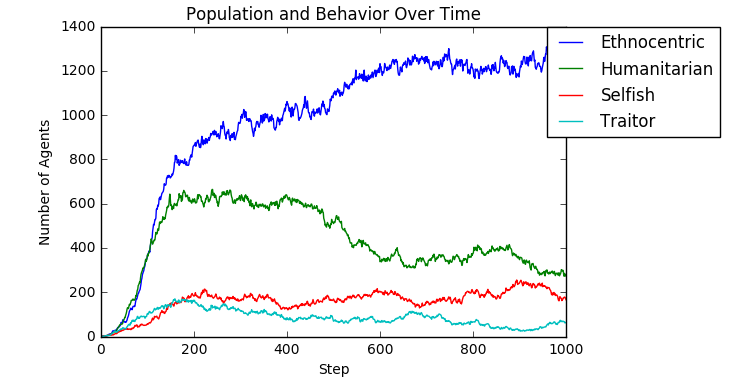 Population and Behavior Over Time
1400
1200
1000
800
600
400
200
0
Number of Agents
0 200 400 600 800 1000
Step
Ethnocentric
Humanitarian
Selfish
Traitor